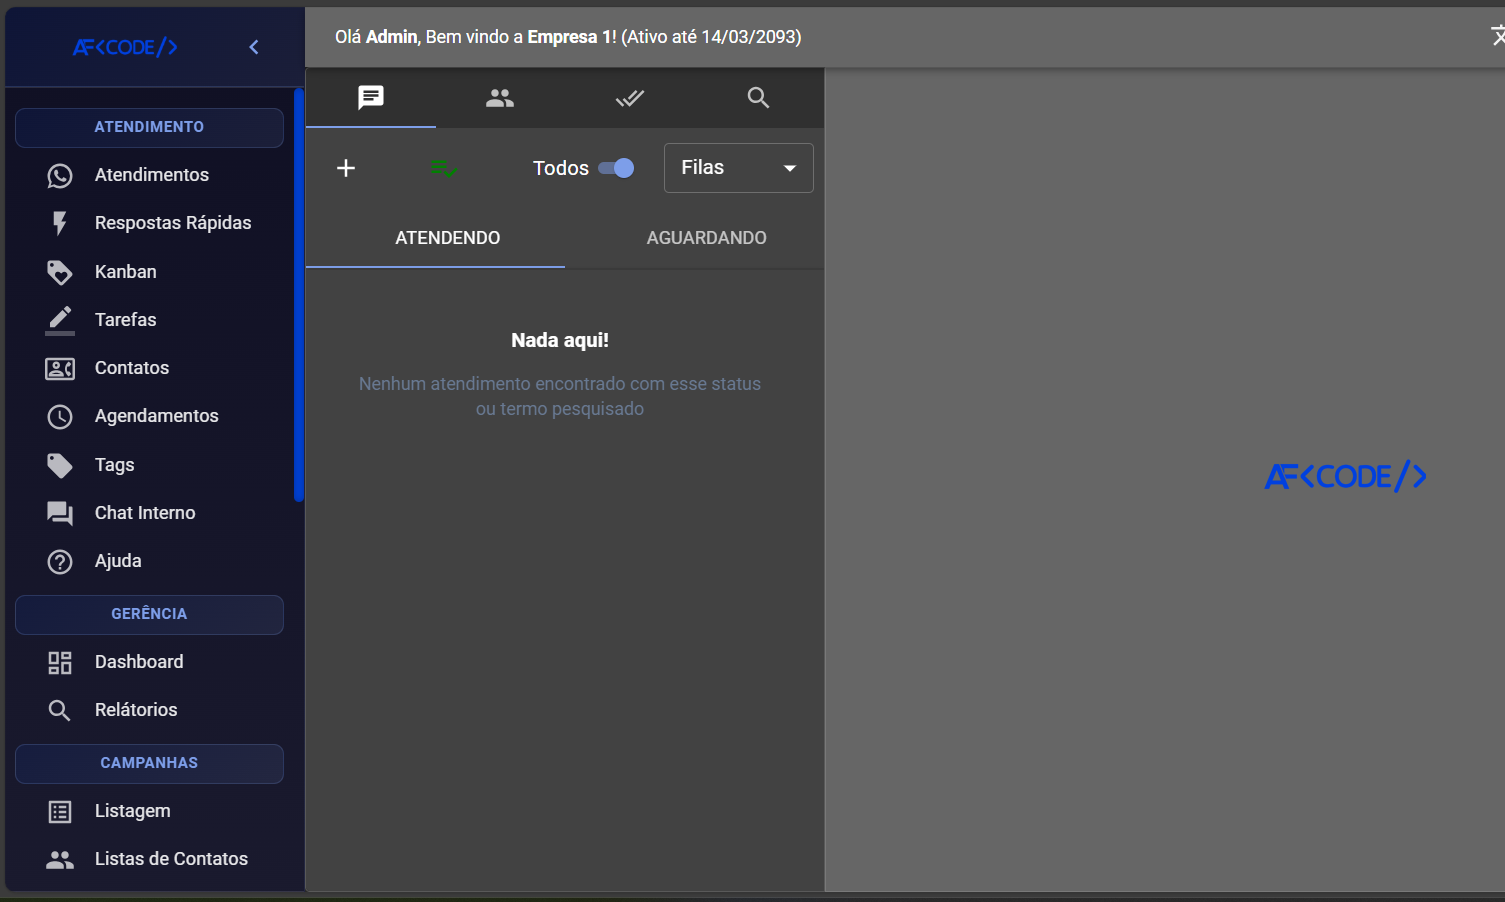 AF<CODE/>
Olá Admin, Bem vindo a Empresa 1! (Ativo até 14/03/2093)
ATENDIMENTO
Atendimentos
Respostas Rápidas
Kanban
Tarefas
Contatos
Agendamentos
Tags
Chat Interno
Ajuda
GERÊNCIA
Dashboard
Relátorios
CAMPANHAS
Listagem
Listas de Contatos
Todos
Filas
ATENDENDO
AGUARDANDO
Nada aqui!
Nenhum atendimento encontrado com esse status
ou termo pesquisado
AF<CODE/>